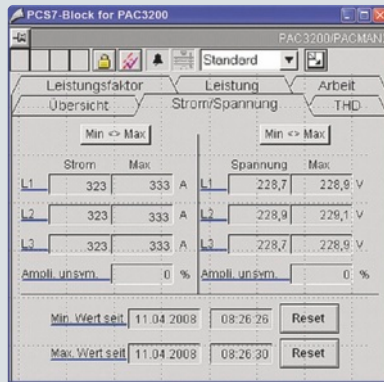 PCS7-Block for PAC3200
PAC3200/PACMAN
Standard
Leistungsfaktor Leistung Arbeit
Übersicht Strom/Spannung THD
Min <> Max Min <> Max
Strom Max Spannung Max
L1 323 333 A L1 228,7 228,9 V
L2 323 333 A L2 228,9 229,1 V
L3 323 333 A L3 228,7 228,9 V
Ampli. unsym. 0 % Ampli. unsym. 0 %
Min. Wert seit 11.04.2008 08:26:26 Reset
Max. Wert seit 11.04.2008 08:26:30 Reset